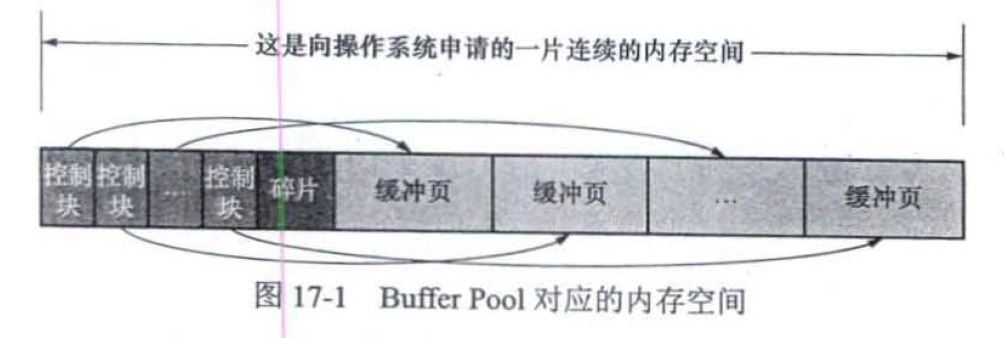 这是向操作系统申请的一片连续的内存空间
控制块 控制块 … 控制块 碎片 缓冲页 缓冲页 … 缓冲页
图 17-1 Buffer Pool 对应的内存空间